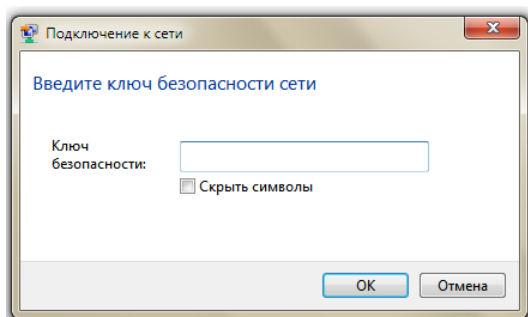 Подключение к сети
Введите ключ безопасности сети
Ключ
безопасности:
Скрыть символы
OK
Отмена